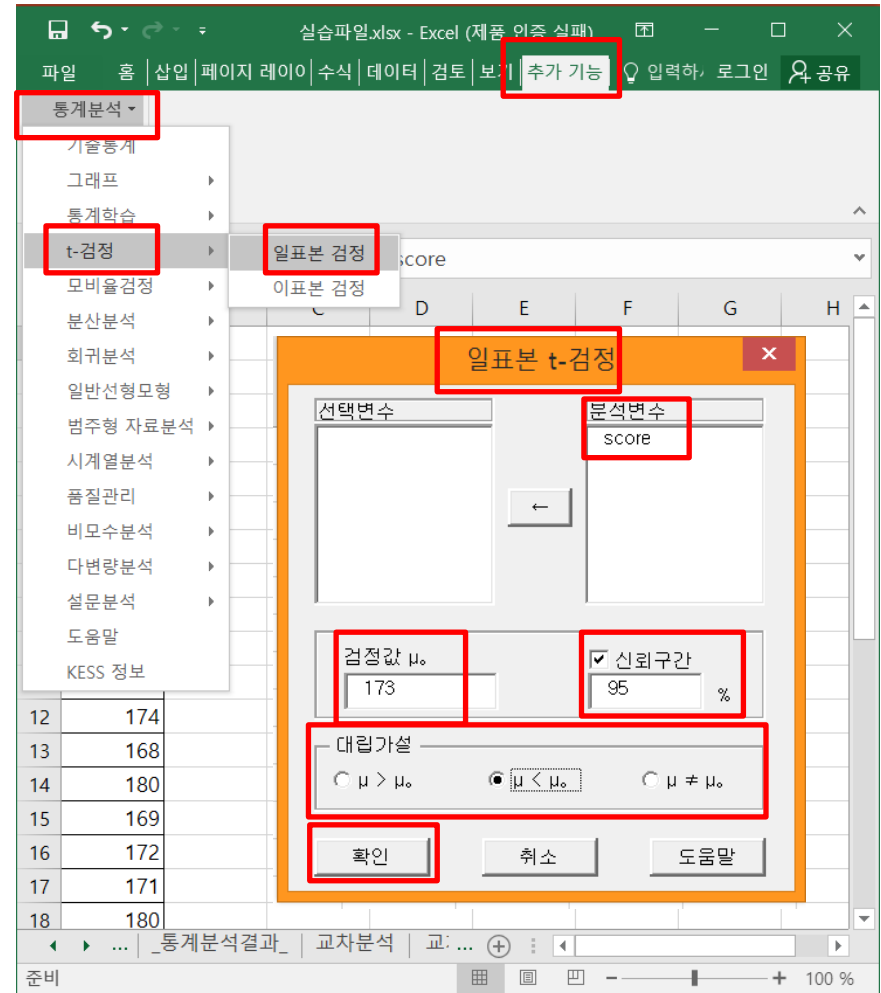 실습파일.xlsx - Excel (제품 인증 실패)
파일 홈 삽입 페이지 레이아 수식 데이터 검토 보기 추가 기능 입력하 로그인 공유
통계분석
기술통계
그래프
통계학습
t-검정
모비율검정
분산분석
회귀분석
일반선형모형
범주형 자료분석
시계열분석
품질관리
비모수분석
다변량분석
설문분석
도움말
KESS 정보
일표본 검정
이표본 검정
score
C D E F G H
일표본 t-검정
선택변수
분석변수
score
←
검정값 μ₀
173
신뢰구간
95 %
대립가설
μ > μ₀ μ < μ₀ μ ≠ μ₀
확인 취소 도움말
12 174
13 168
14 180
15 169
16 172
17 171
18 180
... _통계분석결과_ 교차분석 ...
준비 100 %